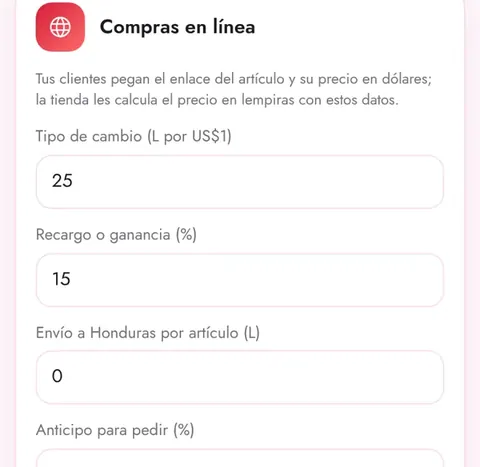 Compras en línea
Tus clientes pegan el enlace del artículo y su precio en dólares;
la tienda les calcula el precio en lempiras con estos datos.
Tipo de cambio (L por US$1)
25
Recargo o ganancia (%)
15
Envío a Honduras por artículo (L)
0
Anticipo para pedir (%)